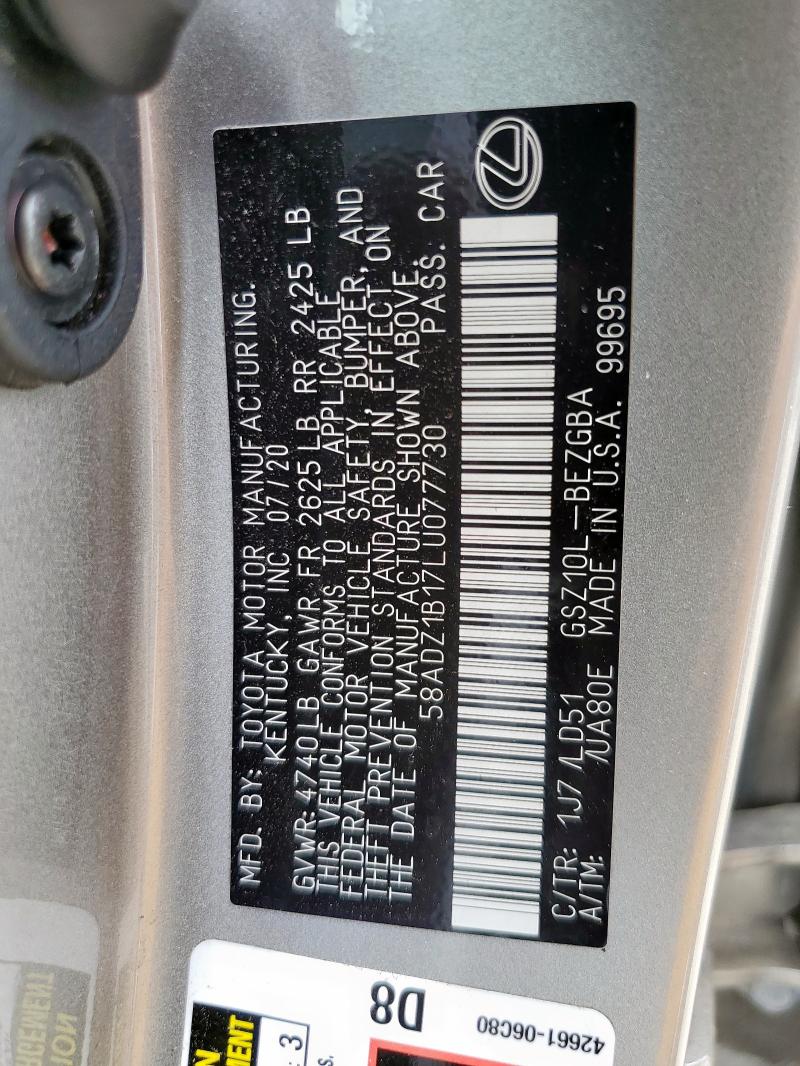 MFD. BY: TOYOTA MOTOR MANUFACTURING.
KENTUCKY, INC 07/20
GVWR: 4740LB GAWR FR 2625LB RR 2425 LB
THIS VEHICLE CONFORMS TO ALL APPLICABLE
FEDERAL MOTOR VEHICLE SAFETY, BUMPER, AND
THEFT PREVENTION STANDARDS IN EFFECT ON
THE DATE OF MANUFACTURE SHOWN ABOVE.
58ADZ1B17LU077730 PASS. CAR
C/TR: 1J7/LD51 GSZ10L-BEZGBA
A/TM: /UA80E MADE IN U.S.A. 99695
D8
42661-06C80
3